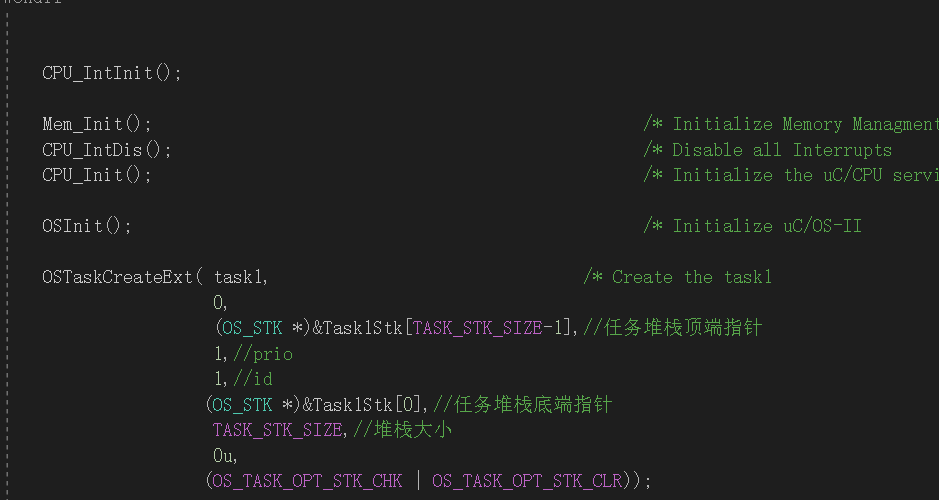 CPU_IntInit();
Mem_Init(); /* Initialize Memory Managment
CPU_IntDis(); /* Disable all Interrupts
CPU_Init(); /* Initialize the uC/CPU servi
OSInit(); /* Initialize uC/OS-II
OSTaskCreateExt( task1, /* Create the task1
0,
(OS_STK *)&Task1Stk[TASK_STK_SIZE-1],//任务堆栈顶端指针
1,//prio
1,//id
(OS_STK *)&Task1Stk[0],//任务堆栈底端指针
TASK_STK_SIZE,//堆栈大小
0u,
(OS_TASK_OPT_STK_CHK | OS_TASK_OPT_STK_CLR));